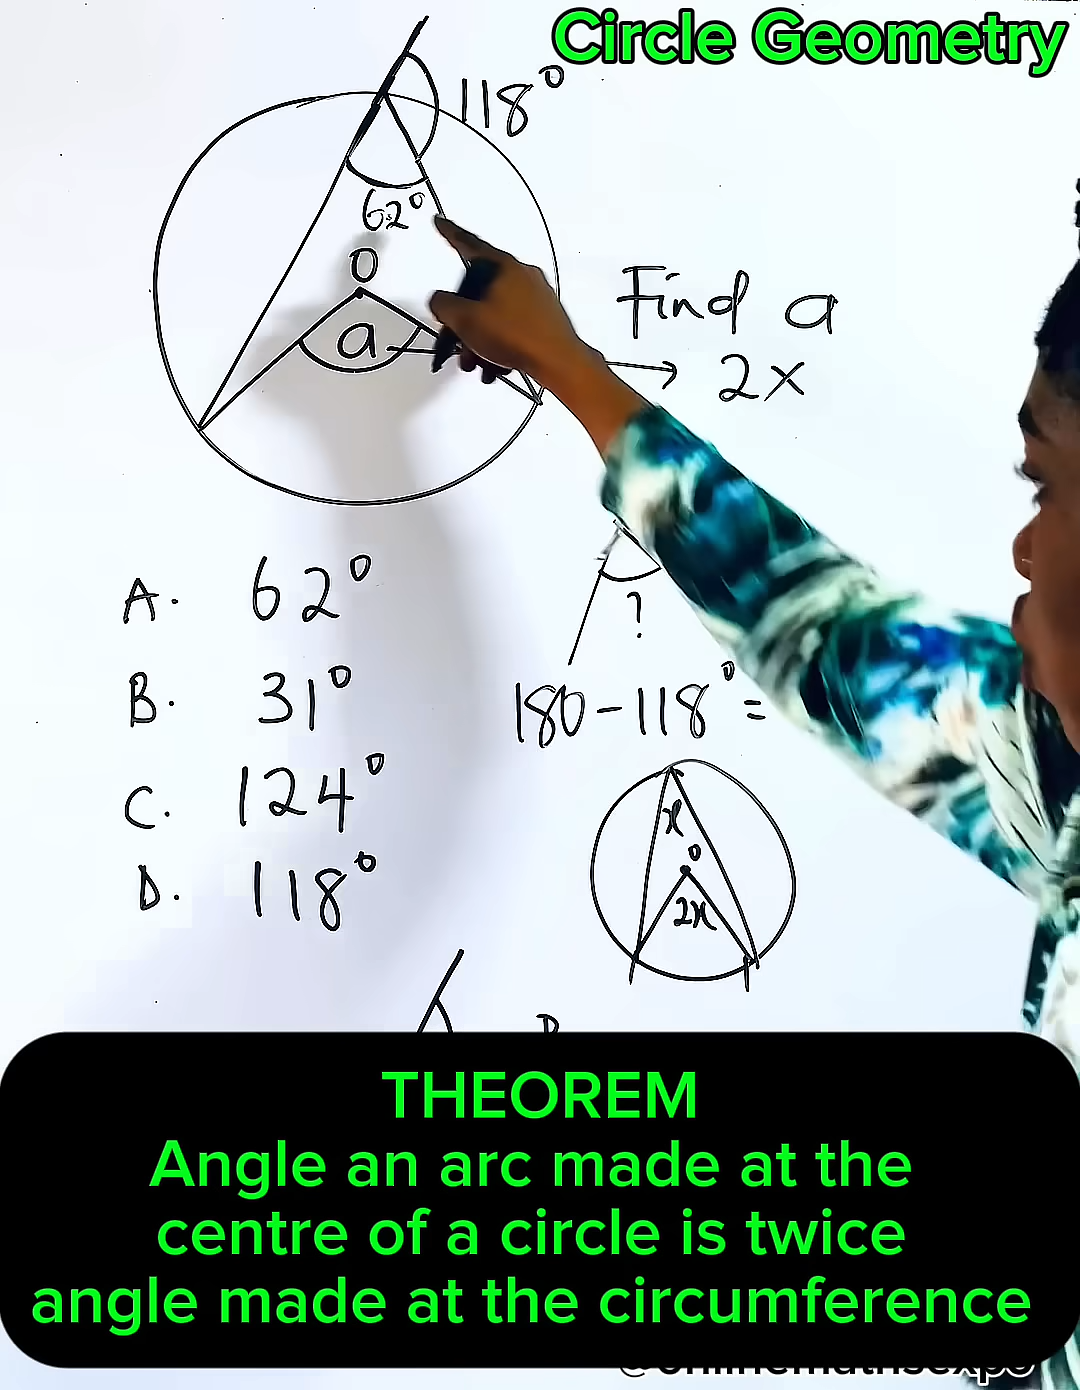 Circle Geometry
118°
62°
O
a
Find a
→ 2x
A. 62°
?
B. 31°
180-118° =
C. 124°
x
o
2x
D. 118°
THEOREM
Angle an arc made at the
centre of a circle is twice
angle made at the circumference